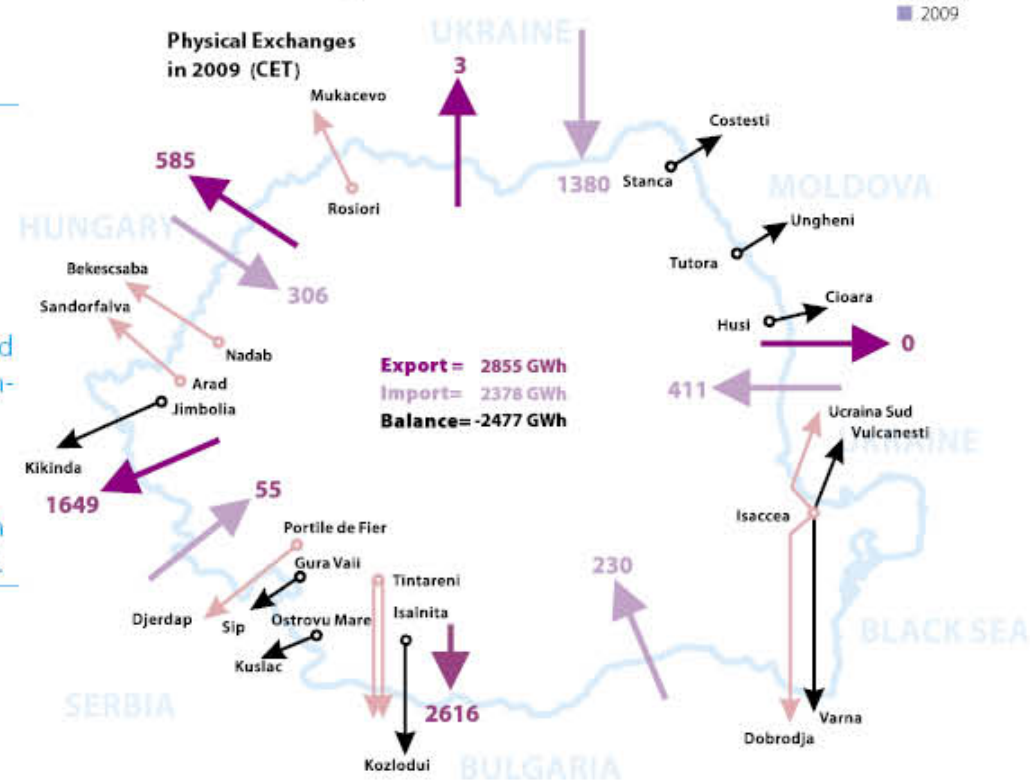 2009
UKRAINE
Physical Exchanges
in 2009 (CET)
3
Mukacevo
Costesti
585
1380
Stanca
MOLDOVA
Rosiori
HUNGARY
Ungheni
Tutora
Bekescsaba
306
Cioara
Sandorfalva
Husi
0
Nadab
Export= 2855 GWh
Import= 2378 GWh
Balance= -2477 GWh
411
Arad
Jimbolia
Ucraina Sud
Vulcanesti
UKRAINE
Kikinda
1649
55
Isaccea
Portile de Fier
Gura Vaii
230
Tintareni
Isalnita
Djerdap
Sip
Ostrovu Mare
BLACK SEA
Kusiac
SERBIA
2616
Varna
Dobrodja
Kozlodui
BULGARIA